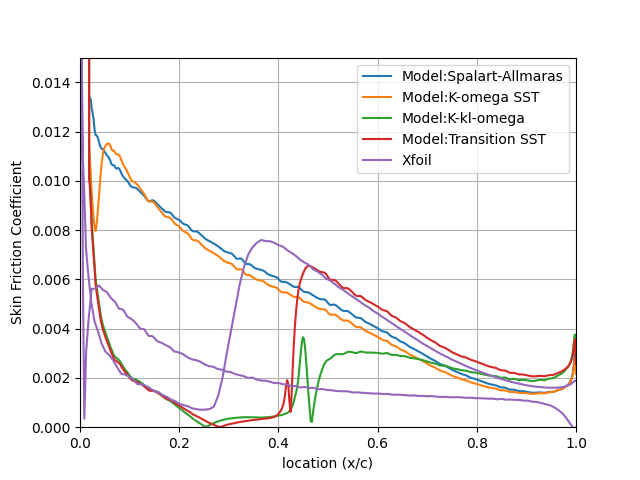 Model:Spalart-Allmaras
Model:K-omega SST
Model:K-kl-omega
Model:Transition SST
Xfoil
0.014
0.012
0.010
0.008
0.006
0.004
0.002
0.000
Skin Friction Coefficient
0.0 0.2 0.4 0.6 0.8 1.0
location (x/c)